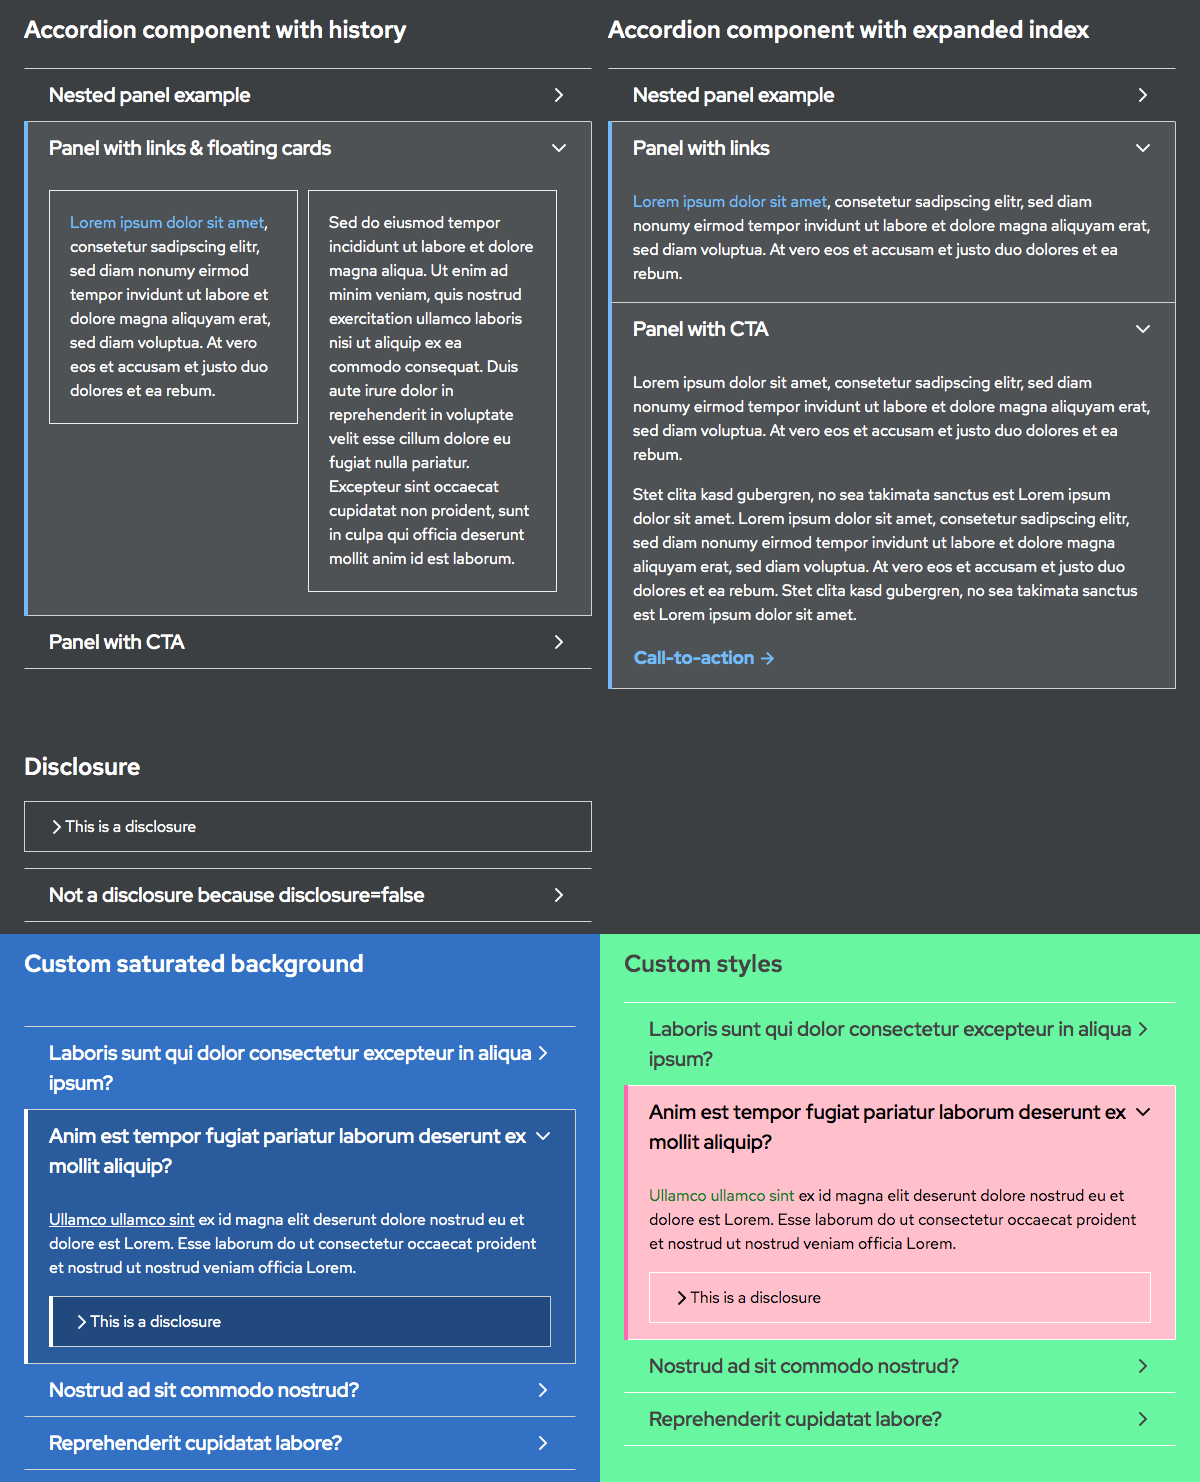 Accordion component with history
Nested panel example
Panel with links & floating cards
Lorem ipsum dolor sit amet,
consetetur sadipscing elitr,
sed diam nonumy eirmod
tempor invidunt ut labore et
dolore magna aliquyam erat,
sed diam voluptua. At vero
eos et accusam et justo duo
dolores et ea rebum.
Sed do eiusmod tempor
incididunt ut labore et dolore
magna aliqua. Ut enim ad
minim veniam, quis nostrud
exercitation ullamco laboris
nisi ut aliquip ex ea
commodo consequat. Duis
aute irure dolor in
reprehenderit in voluptate
velit esse cillum dolore eu
fugiat nulla pariatur.
Excepteur sint occaecat
cupidatat non proident, sunt
in culpa qui officia deserunt
mollit anim id est laborum.
Panel with CTA
Accordion component with expanded index
Nested panel example
Panel with links
Lorem ipsum dolor sit amet, consetetur sadipscing elitr, sed diam
nonumy eirmod tempor invidunt ut labore et dolore magna aliquyam erat,
sed diam voluptua. At vero eos et accusam et justo duo dolores et ea
rebum.
Panel with CTA
Lorem ipsum dolor sit amet, consetetur sadipscing elitr, sed diam
nonumy eirmod tempor invidunt ut labore et dolore magna aliquyam erat,
sed diam voluptua. At vero eos et accusam et justo duo dolores et ea
rebum.
Stet clita kasd gubergren, no sea takimata sanctus est Lorem ipsum
dolor sit amet. Lorem ipsum dolor sit amet, consetetur sadipscing elitr,
sed diam nonumy eirmod tempor invidunt ut labore et dolore magna
aliquyam erat, sed diam voluptua. At vero eos et accusam et justo duo
dolores et ea rebum. Stet clita kasd gubergren, no sea takimata sanctus
est Lorem ipsum dolor sit amet.
Call-to-action →
Disclosure
This is a disclosure
Not a disclosure because disclosure=false
Custom saturated background
Laboris sunt qui dolor consectetur excepteur in aliqua
ipsum?
Anim est tempor fugiat pariatur laborum deserunt ex
mollit aliquip?
Ullamco ullamco sint ex id magna elit deserunt dolore nostrud eu et
dolore est Lorem. Esse laborum do ut consectetur occaecat proident
et nostrud ut nostrud veniam officia Lorem.
This is a disclosure
Nostrud ad sit commodo nostrud?
Reprehenderit cupidatat labore?
Custom styles
Laboris sunt qui dolor consectetur excepteur in aliqua
ipsum?
Anim est tempor fugiat pariatur laborum deserunt ex
mollit aliquip?
Ullamco ullamco sint ex id magna elit deserunt dolore nostrud eu et
dolore est Lorem. Esse laborum do ut consectetur occaecat proident
et nostrud ut nostrud veniam officia Lorem.
This is a disclosure
Nostrud ad sit commodo nostrud?
Reprehenderit cupidatat labore?